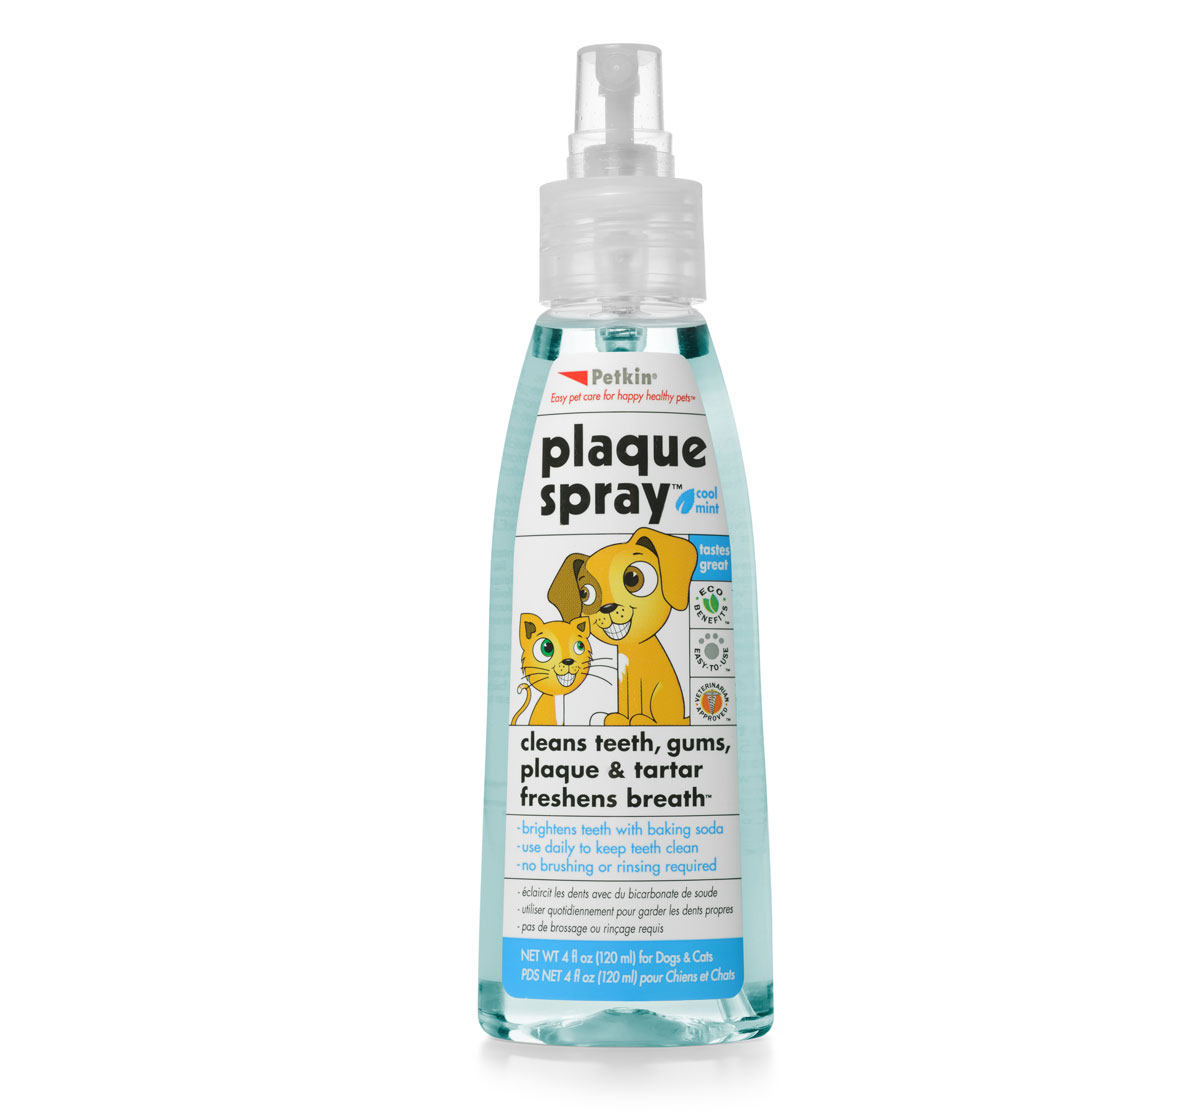 Petkin®
Easy pet care for happy healthy pets™
plaque
spray™
cool
mint
tastes
great
ECO
BENEFITS™
EASY-TO-USE™
VETERINARIAN
APPROVED™
cleans teeth, gums,
plaque & tartar
freshens breath™
-brightens teeth with baking soda
-use daily to keep teeth clean
-no brushing or rinsing required
- éclaircit les dents avec du bicarbonate de soude
- utiliser quotidiennement pour garder les dents propres
- pas de brossage ou rinçage requis
NET WT 4 fl oz (120 ml) for Dogs & Cats
PDS NET 4 fl oz (120 ml) pour Chiens et Chats